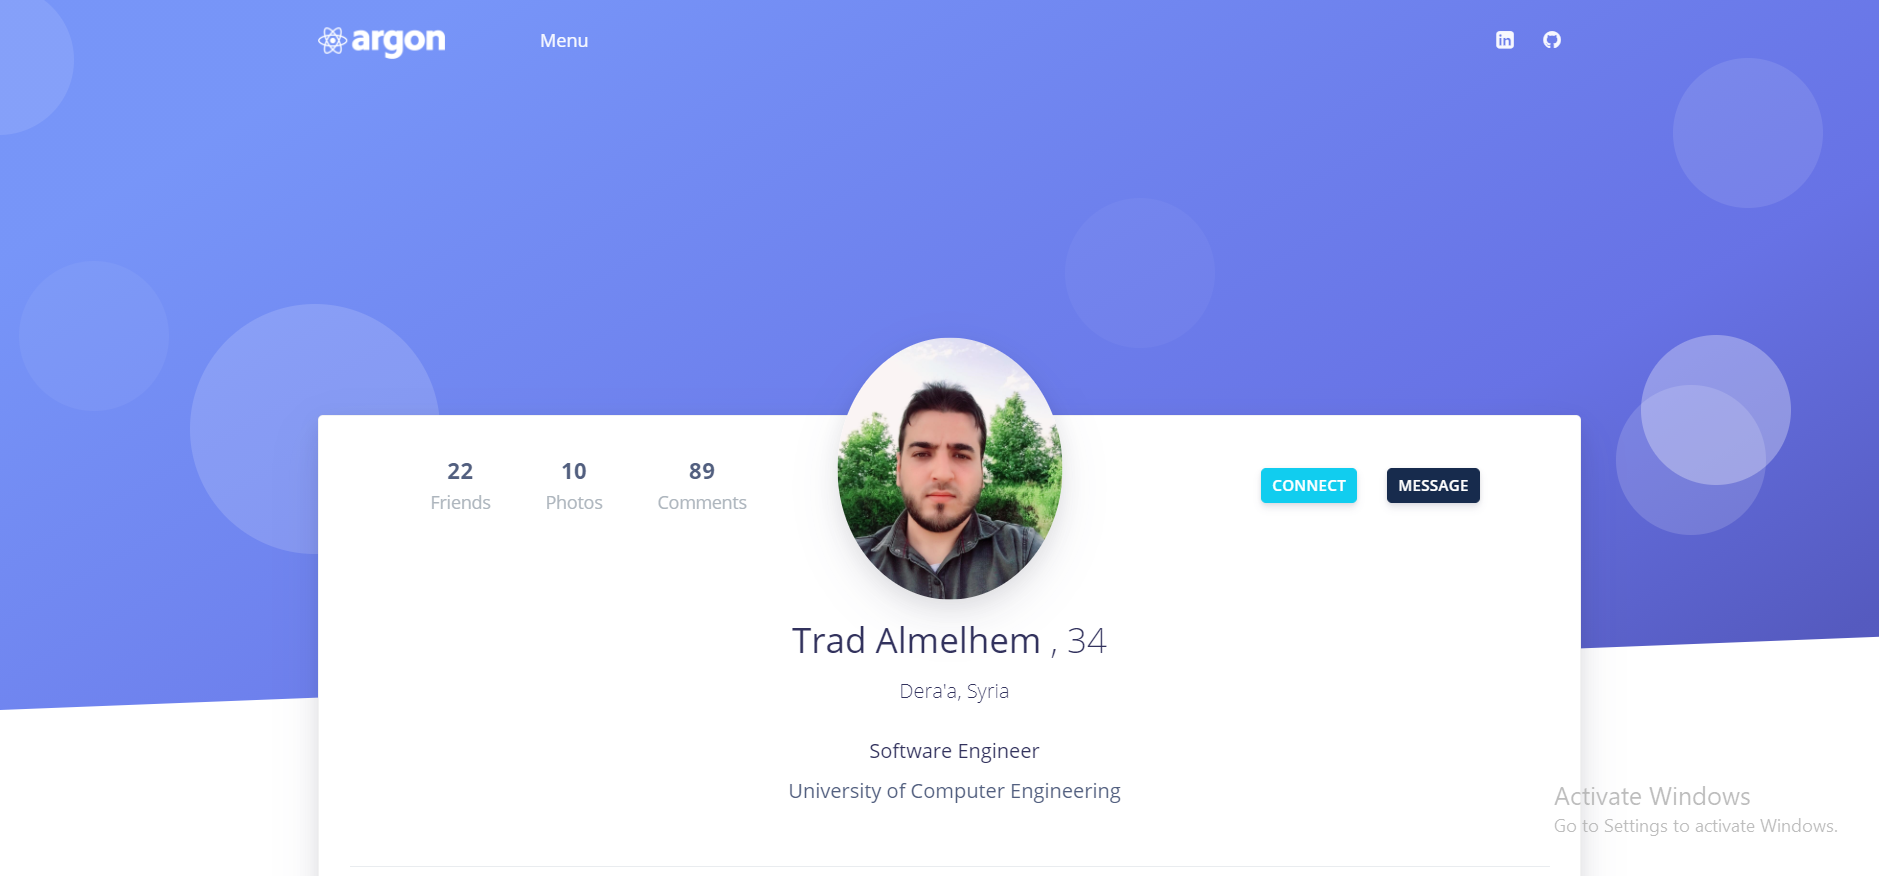 argon
Menu
22
Friends
10
Photos
89
Comments
CONNECT
MESSAGE
Trad Almelhem , 34
Dera'a, Syria
Software Engineer
University of Computer Engineering
Activate Windows
Go to Settings to activate Windows.